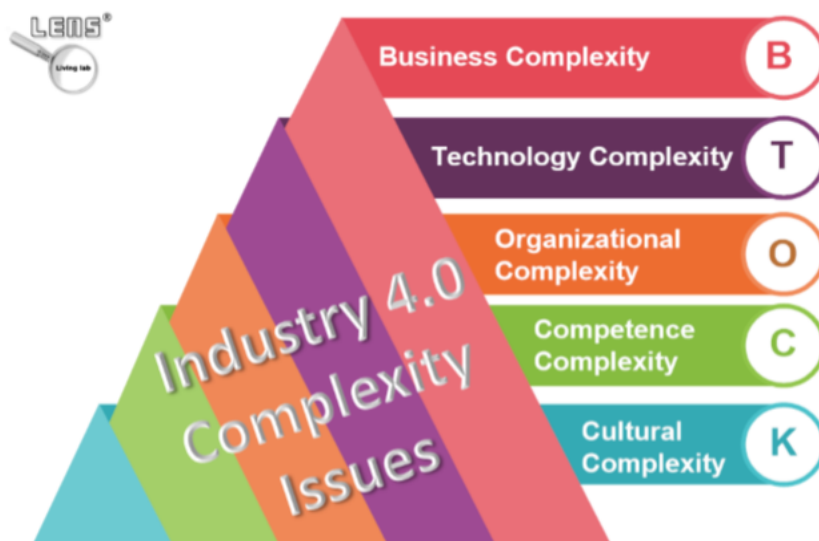 LENS®
Living lab
Business Complexity
B
Technology Complexity
T
Organizational
Complexity
O
Competence
Complexity
C
Cultural
Complexity
K
Industry 4.0
Complexity
Issues